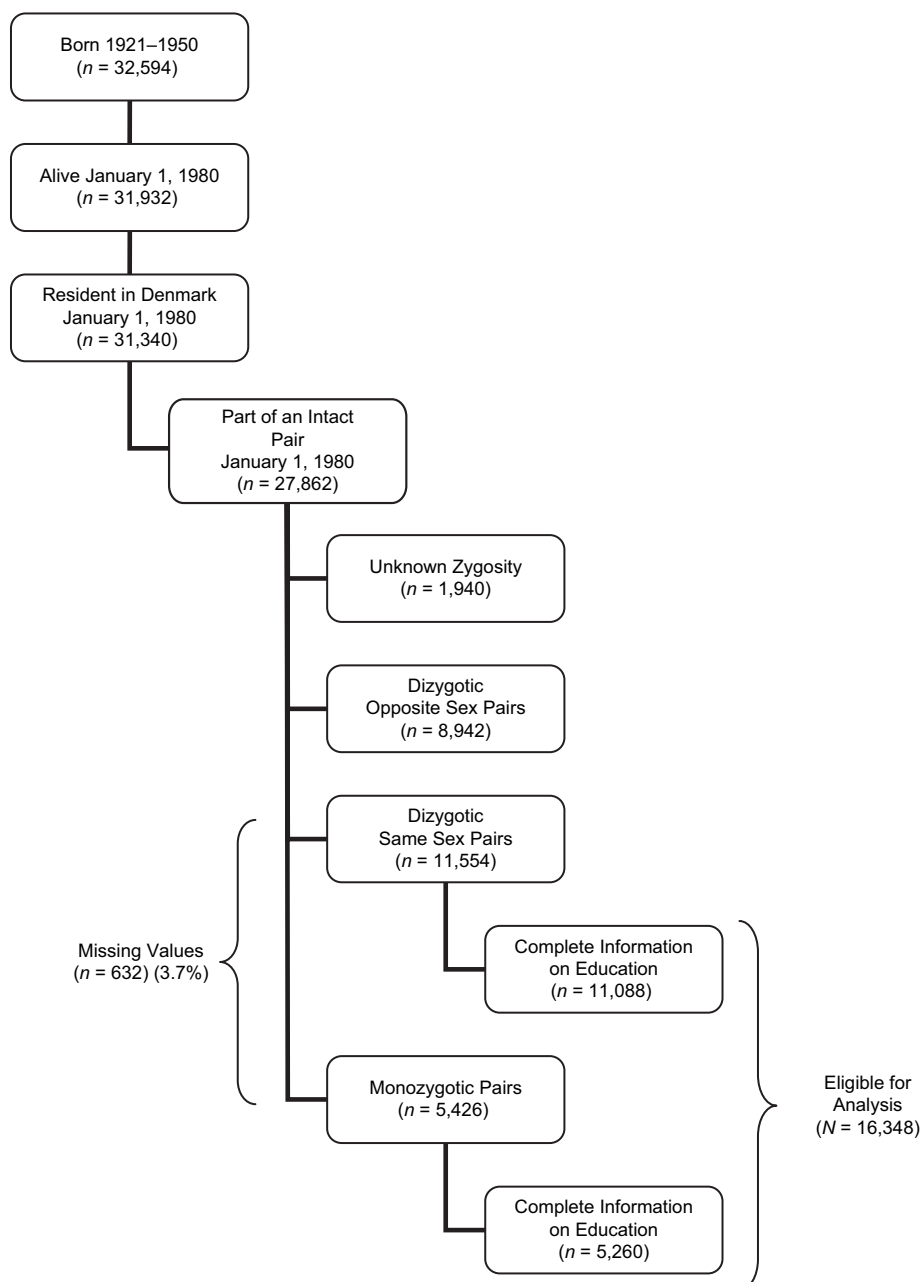 Born 1921–1950
(n = 32,594)
Alive January 1, 1980
(n = 31,932)
Resident in Denmark
January 1, 1980
(n = 31,340)
Part of an Intact
Pair
January 1, 1980
(n = 27,862)
Unknown Zygosity
(n = 1,940)
Dizygotic
Opposite Sex Pairs
(n = 8,942)
Dizygotic
Same Sex Pairs
(n = 11,554)
Missing Values
(n = 632) (3.7%)
Complete Information
on Education
(n = 11,088)
Monozygotic Pairs
(n = 5,426)
Eligible for
Analysis
(N = 16,348)
Complete Information
on Education
(n = 5,260)